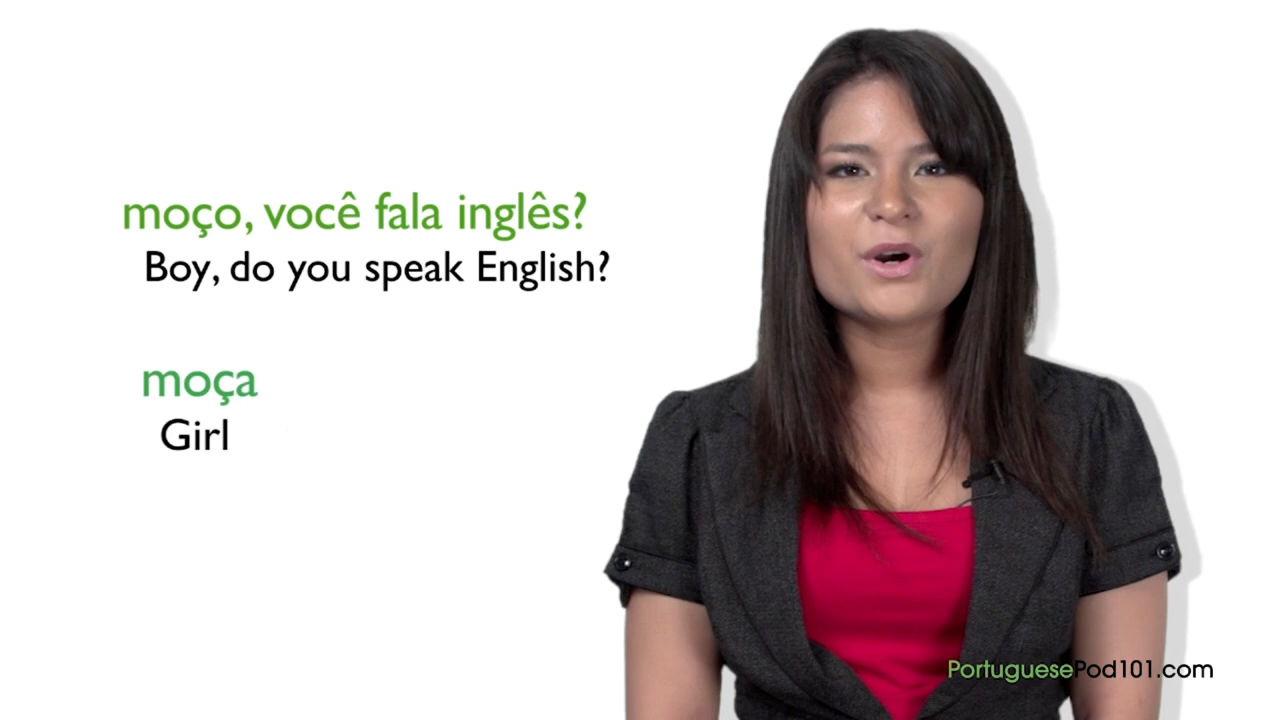 moço, você fala inglês?
Boy, do you speak English?
moça
Girl
PortuguesePod101.com